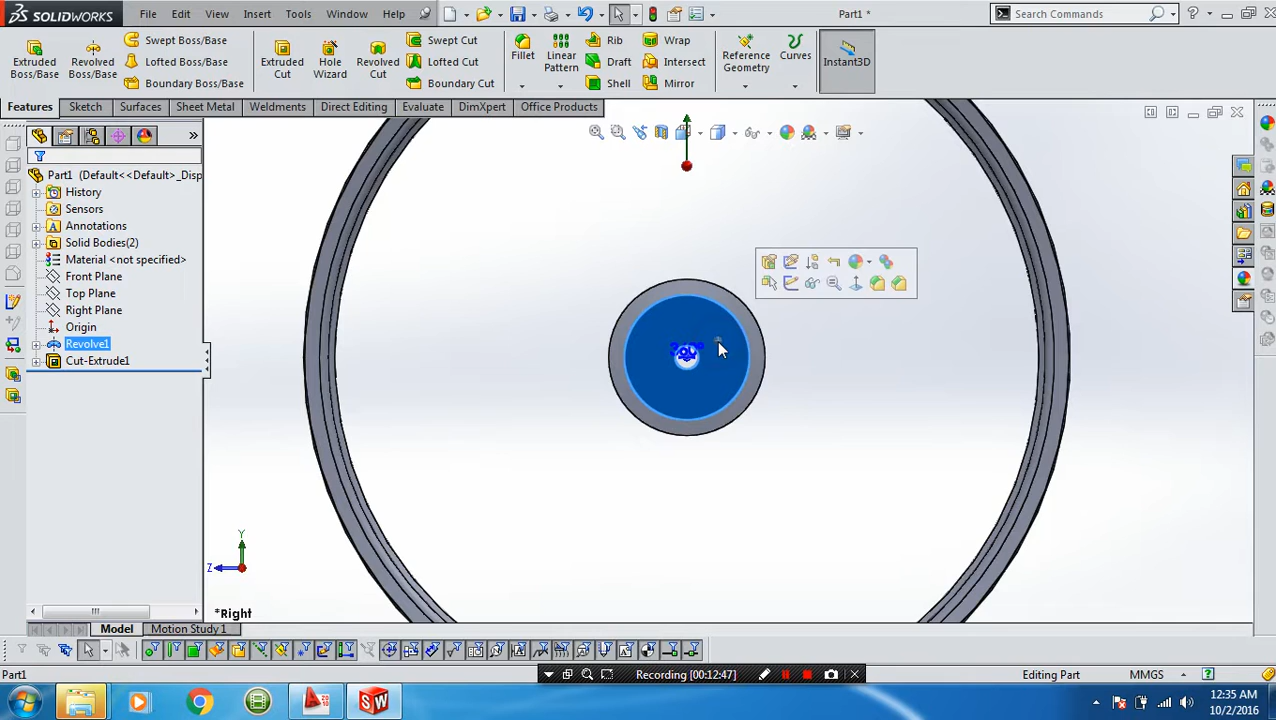 SOLIDWORKS File Edit View Insert Tools Window Help Part1 * Search Commands
Extruded Boss/Base Revolved Boss/Base Swept Boss/Base Lofted Boss/Base Boundary Boss/Base Extruded Cut Hole Wizard Revolved Cut Swept Cut Lofted Cut Boundary Cut Fillet Linear Pattern Rib Draft Shell Wrap Intersect Mirror Reference Geometry Curves Instant3D
Features Sketch Surfaces Sheet Metal Weldments Direct Editing Evaluate DimXpert Office Products
Part1 (Default<<Default>_Disp
History
Sensors
Annotations
Solid Bodies(2)
Material <not specified>
Front Plane
Top Plane
Right Plane
Origin
Revolve1
Cut-Extrude1
Y
Z
*Right
Model Motion Study 1
Part1 Recording [00:12:47] Editing Part MMGS
12:35 AM
10/2/2016